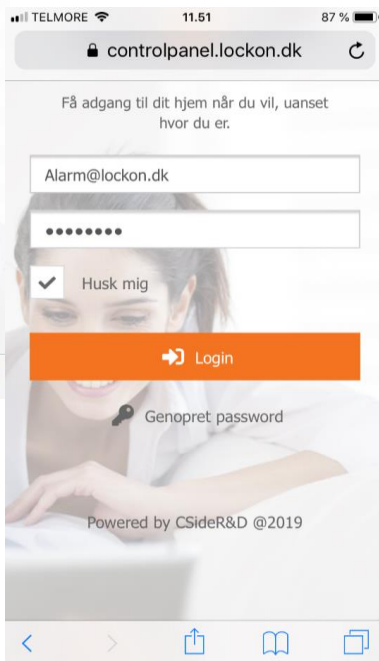 TELMORE 11.51 87 %
controlpanel.lockon.dk
Få adgang til dit hjem når du vil, uanset
hvor du er.
Alarm@lockon.dk
••••••••
Husk mig
Login
Genopret password
Powered by CSideR&D @2019